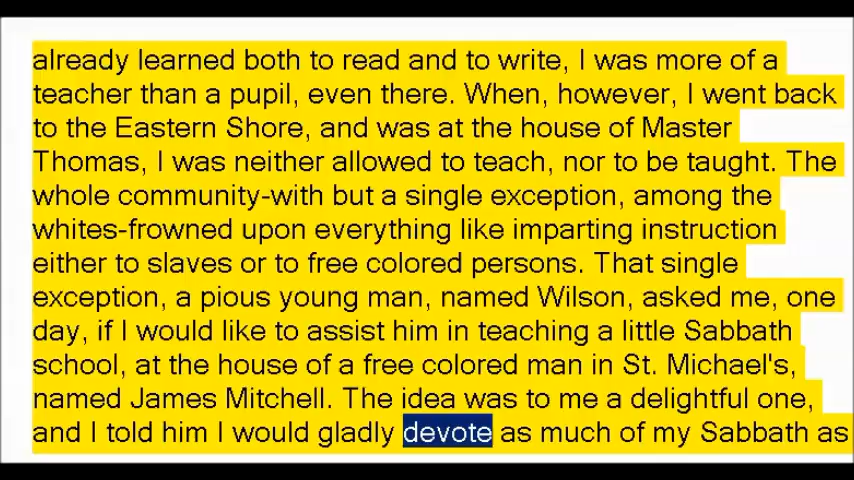 already learned both to read and to write, I was more of a
teacher than a pupil, even there. When, however, I went back
to the Eastern Shore, and was at the house of Master
Thomas, I was neither allowed to teach, nor to be taught. The
whole community-with but a single exception, among the
whites-frowned upon everything like imparting instruction
either to slaves or to free colored persons. That single
exception, a pious young man, named Wilson, asked me, one
day, if I would like to assist him in teaching a little Sabbath
school, at the house of a free colored man in St. Michael's,
named James Mitchell. The idea was to me a delightful one,
and I told him I would gladly devote as much of my Sabbath as